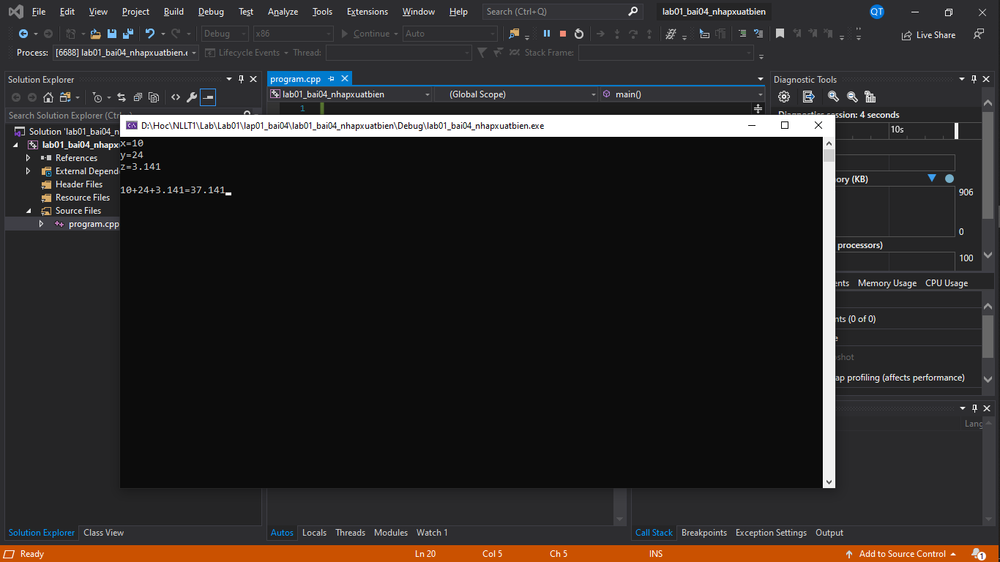 File Edit View Project Build Debug Test Analyze Tools Extensions Window Help Search (Ctrl+Q) lab01_bai04_nhapxuatbien QT
Debug x86 Continue Auto Live Share
Process: [6688] lab01_bai04_nhapxuatbien.e Lifecycle Events Thread: Stack Frame:
Solution Explorer
Search Solution Explorer (Ctrl
Solution 'lab01_bai04_n
lab01_bai04_nhapx
References
External Depend
Header Files
Resource Files
Source Files
program.cpp
program.cpp
lab01_bai04_nhapxuatbien (Global Scope) main()
1
D:\Hoc\NLLT1\Lab\Lab01\lap01_bai04\lab01_bai04_nhapxuatbien\Debug\lab01_bai04_nhapxuatbien.exe
x=10
y=24
z=3.141
10+24+3.141=37.141
Diagnostic Tools
Diagnostics session: 4 seconds
10s
ory (KB)
906
0
processors)
100
ents Memory Usage CPU Usage
nts (0 of 0)
e
pshot
ap profiling (affects performance)
Lang
Solution Explorer Class View
Autos Locals Threads Modules Watch 1
Call Stack Breakpoints Exception Settings Output
Ready Ln 20 Col 5 Ch 5 INS Add to Source Control 1